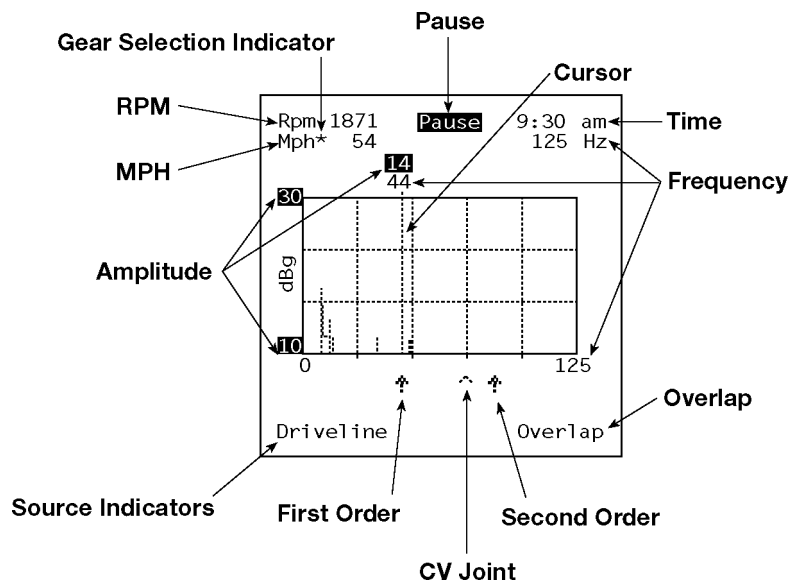 Pause
Gear Selection Indicator
Cursor
RPM
Rpm 1871 Pause 9:30 am
Time
Mph* 54 125 Hz
MPH
14
44
Frequency
30
Amplitude
dBg
10
0 125
Overlap
Driveline Overlap
Source Indicators
First Order
Second Order
CV Joint